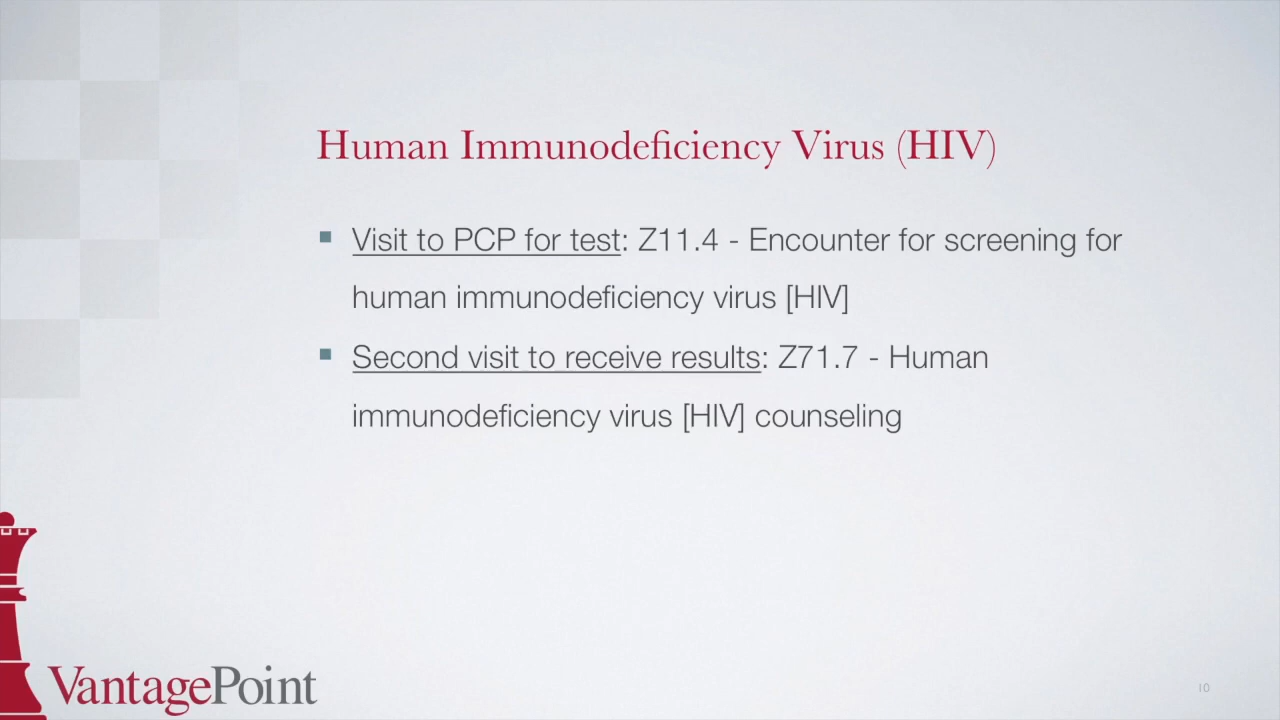 Human Immunodeficiency Virus (HIV)
Visit to PCP for test: Z11.4 - Encounter for screening for
human immunodeficiency virus [HIV]
Second visit to receive results: Z71.7 - Human
immunodeficiency virus [HIV] counseling
VantagePoint
10